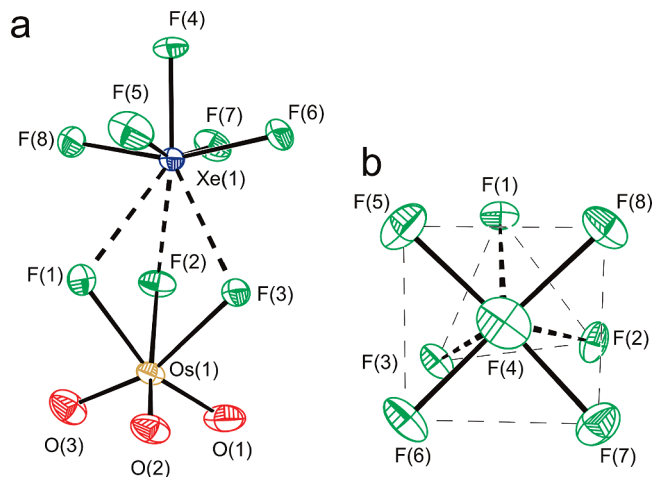 a
F(4)
F(5)
F(7)
F(6)
F(8)
Xe(1)
F(1)
F(2)
F(3)
Os(1)
O(3)
O(2)
O(1)
b
F(5)
F(1)
F(8)
F(3)
F(4)
F(2)
F(6)
F(7)